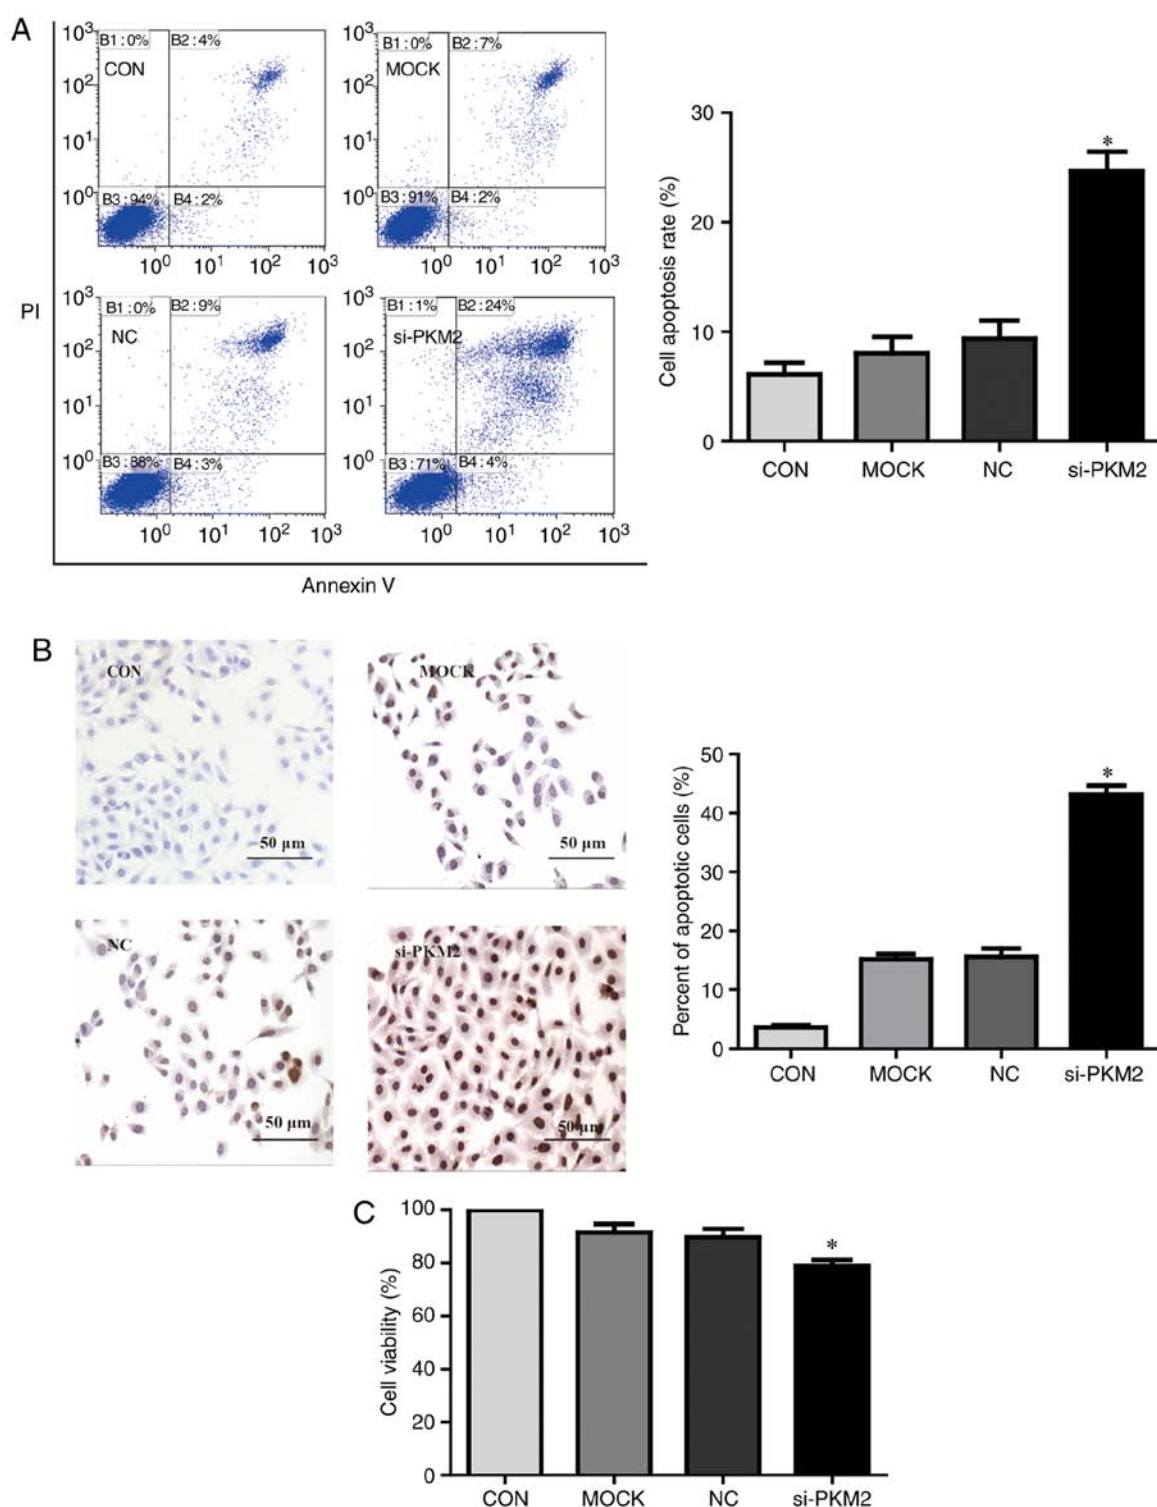 A
10³
B1 : 0%
B2 : 4%
CON
10²
10¹
10⁰
B3 : 94%
B4 : 2%
10⁰ 10¹ 10² 10³
10³
B1 : 0%
B2 : 7%
MOCK
10²
10¹
10⁰
B3 : 91%
B4 : 2%
10⁰ 10¹ 10² 10³
PI
10³
B1 : 0%
B2 : 9%
NC
10²
10¹
10⁰
B3 : 88%
B4 : 3%
10⁰ 10¹ 10² 10³
10³
B1 : 1%
B2 : 24%
si-PKM2
10²
10¹
10⁰
B3 : 71%
B4 : 4%
10⁰ 10¹ 10² 10³
Annexin V
Cell apoptosis rate (%)
30
20
10
0
*
CON MOCK NC si-PKM2
B
CON
50 µm
MOCK
50 µm
NC
50 µm
si-PKM2
50 µm
Percent of apoptotic cells (%)
50
40
30
20
10
0
*
CON MOCK NC si-PKM2
C
Cell viability (%)
100
80
60
40
20
0
*
CON MOCK NC si-PKM2